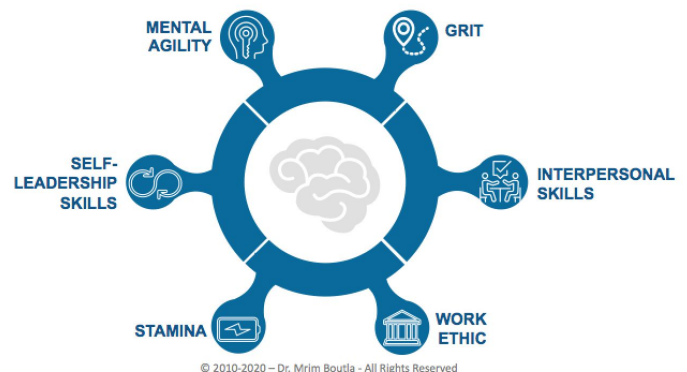 MENTAL
AGILITY
GRIT
SELF-
LEADERSHIP
SKILLS
INTERPERSONAL
SKILLS
STAMINA
WORK
ETHIC
© 2010-2020 – Dr. Mrim Boutla - All Rights Reserved